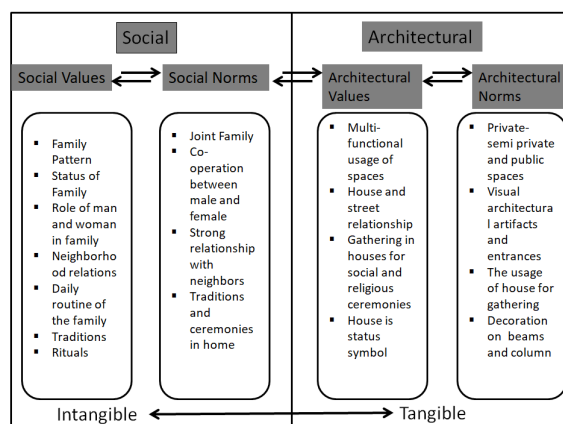 Social
Architectural
Social Values
Social Norms
Architectural
Values
Architectural
Norms
Family
Pattern
Status of
Family
Role of man
and woman
in family
Neighborho
od relations
Daily
routine of
the family
Traditions
Rituals
Joint Family
Co-
operation
between
male and
female
Strong
relationship
with
neighbors
Traditions
and
ceremonies
in home
Multi-
functional
usage of
spaces
House and
street
relationship
Gathering in
houses for
social and
religious
ceremonies
House is
status
symbol
Private-
semi private
and public
spaces
Visual
architectura
l artifacts
and
entrances
The usage
of house for
gathering
Decoration
on beams
and column
Intangible
Tangible